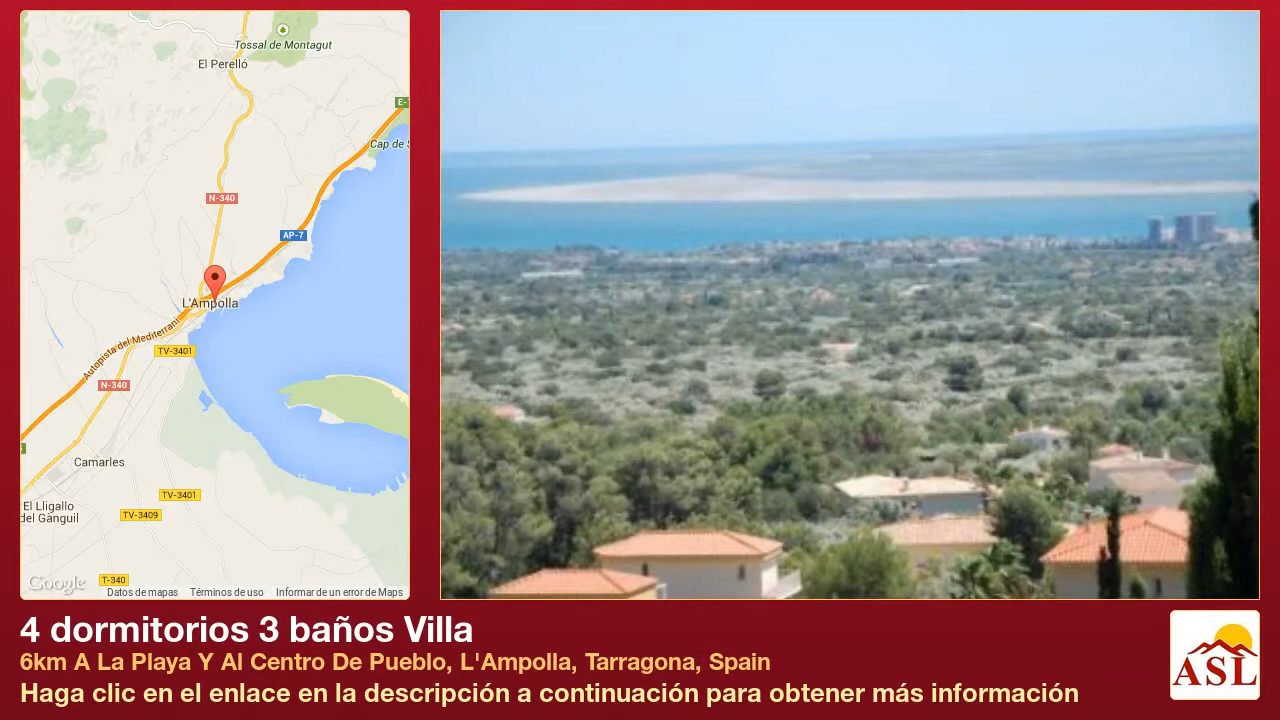 Tossal de Montagut
El Perelló
E-
Cap de S
N-340
AP-7
L'Ampolla
Autopista del Mediterrani
TV-3401
N-340
Camarles
TV-3401
El Lligallo
del Gànguil
TV-3409
T-340
Google
Datos de mapas Términos de uso Informar de un error de Maps
4 dormitorios 3 baños Villa
6km A La Playa Y Al Centro De Pueblo, L'Ampolla, Tarragona, Spain
Haga clic en el enlace en la descripción a continuación para obtener más información
ASL